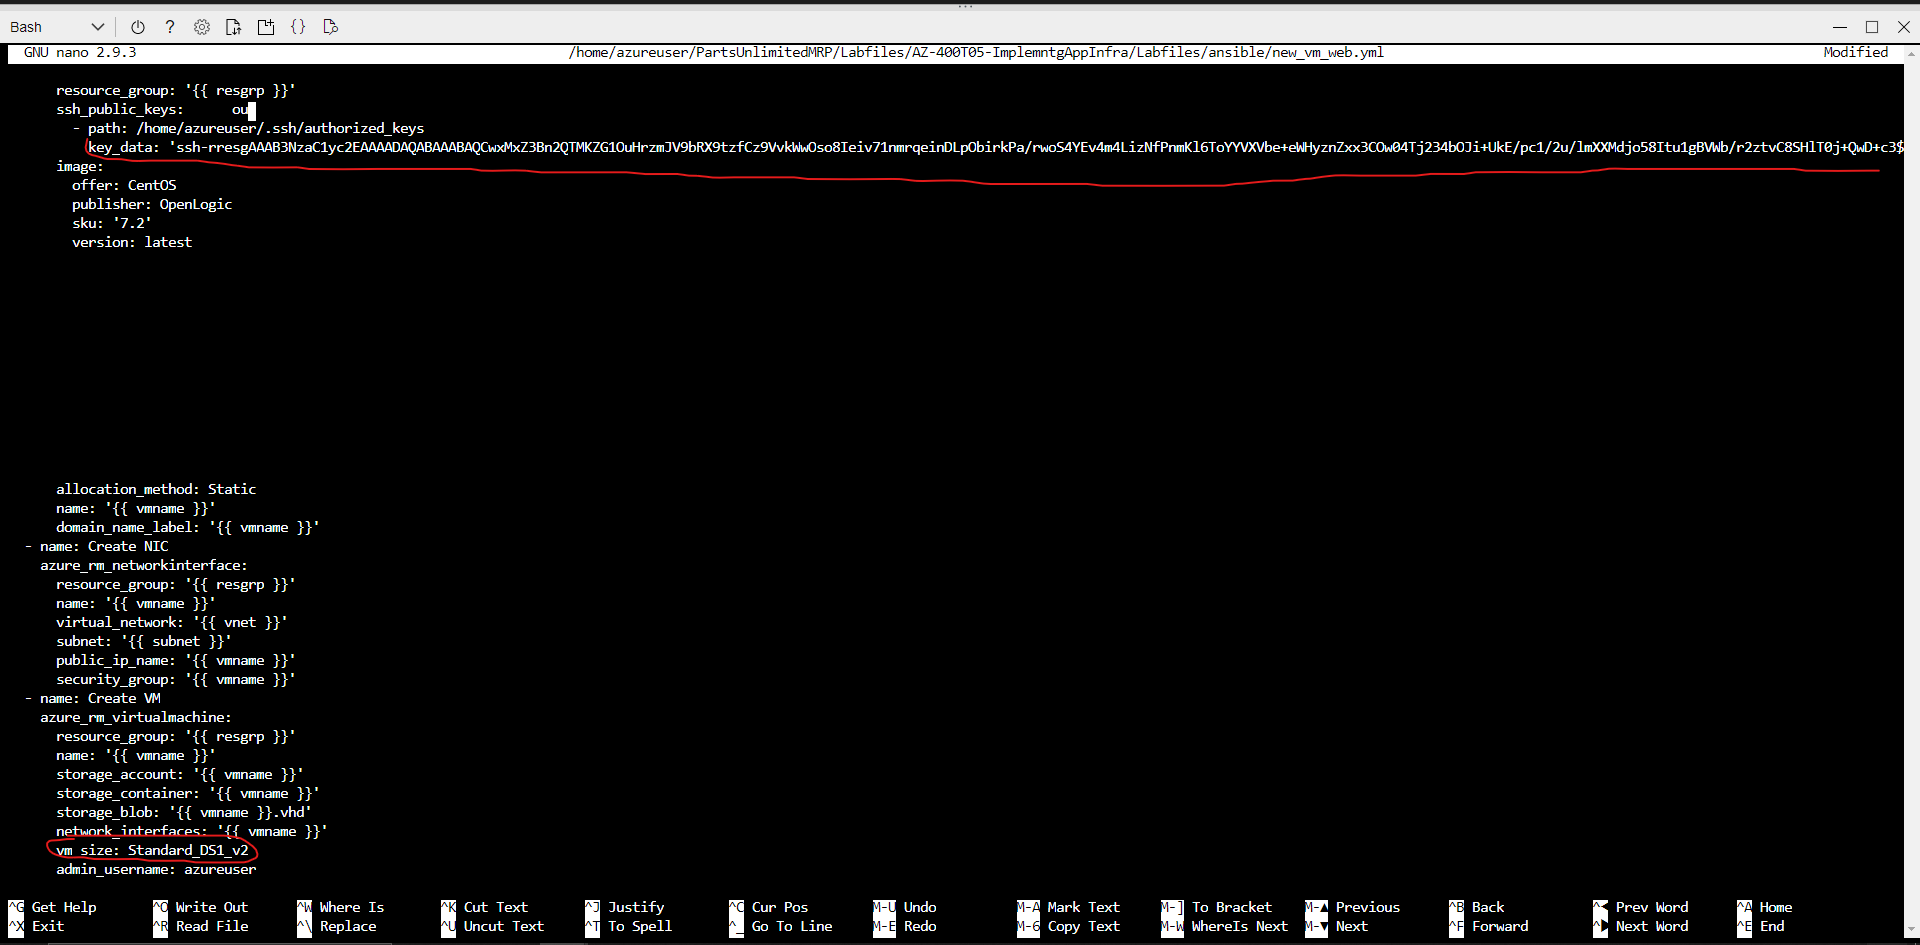 Bash
GNU nano 2.9.3 /home/azureuser/PartsUnlimitedMRP/Labfiles/AZ-400T05-ImplemntgAppInfra/Labfiles/ansible/new_vm_web.yml Modified
resource_group: '{{ resgrp }}'
ssh_public_keys: ou
- path: /home/azureuser/.ssh/authorized_keys
key_data: 'ssh-rresgAAAB3NzaC1yc2EAAAADAQABAAABAQCwxMxZ3Bn2QTMKZG1OuHrzmJV9bRX9tzfCz9VvkWwOso8Ieiv71nmrqeinDLpObirkPa/rwoS4YEv4m4LizNfPnmKl6ToYYVXVbe+eWHyznZxx3COw04Tj234bOJi+UkE/pc1/2u/lmXXMdjo58Itu1gBVWb/r2ztvC8SHlT0j+QwD+c3$
image:
offer: CentOS
publisher: OpenLogic
sku: '7.2'
version: latest
allocation_method: Static
name: '{{ vmname }}'
domain_name_label: '{{ vmname }}'
- name: Create NIC
azure_rm_networkinterface:
resource_group: '{{ resgrp }}'
name: '{{ vmname }}'
virtual_network: '{{ vnet }}'
subnet: '{{ subnet }}'
public_ip_name: '{{ vmname }}'
security_group: '{{ vmname }}'
- name: Create VM
azure_rm_virtualmachine:
resource_group: '{{ resgrp }}'
name: '{{ vmname }}'
storage_account: '{{ vmname }}'
storage_container: '{{ vmname }}'
storage_blob: '{{ vmname }}.vhd'
network_interfaces: '{{ vmname }}'
vm_size: Standard_DS1_v2
admin_username: azureuser
^G Get Help ^O Write Out ^W Where Is ^K Cut Text ^J Justify ^C Cur Pos M-U Undo M-A Mark Text M-] To Bracket M-▲ Previous ^B Back ^◀ Prev Word ^A Home
^X Exit ^R Read File ^\ Replace ^U Uncut Text ^T To Spell ^_ Go To Line M-E Redo M-6 Copy Text M-W WhereIs Next M-▼ Next ^F Forward ^▶ Next Word ^E End